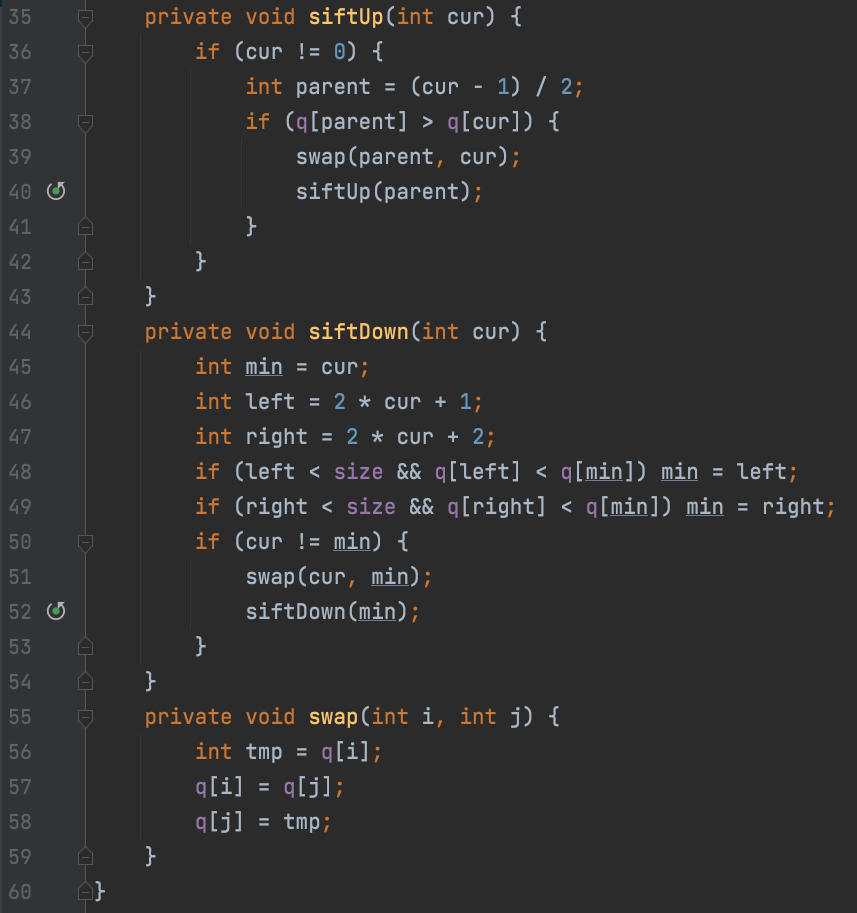 35 private void siftUp(int cur) {
36 if (cur != 0) {
37 int parent = (cur - 1) / 2;
38 if (q[parent] > q[cur]) {
39 swap(parent, cur);
40 siftUp(parent);
41 }
42 }
43 }
44 private void siftDown(int cur) {
45 int min = cur;
46 int left = 2 * cur + 1;
47 int right = 2 * cur + 2;
48 if (left < size && q[left] < q[min]) min = left;
49 if (right < size && q[right] < q[min]) min = right;
50 if (cur != min) {
51 swap(cur, min);
52 siftDown(min);
53 }
54 }
55 private void swap(int i, int j) {
56 int tmp = q[i];
57 q[i] = q[j];
58 q[j] = tmp;
59 }
60 }